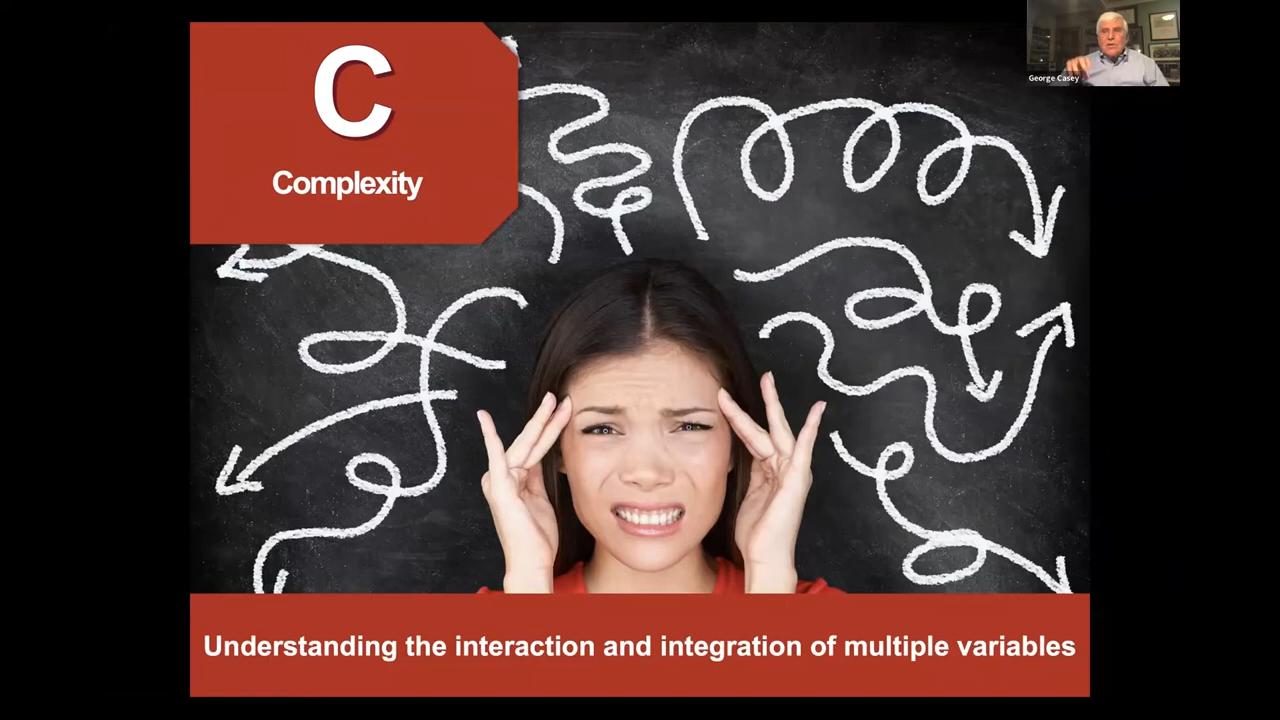 C
Complexity
George Casey
Understanding the interaction and integration of multiple variables